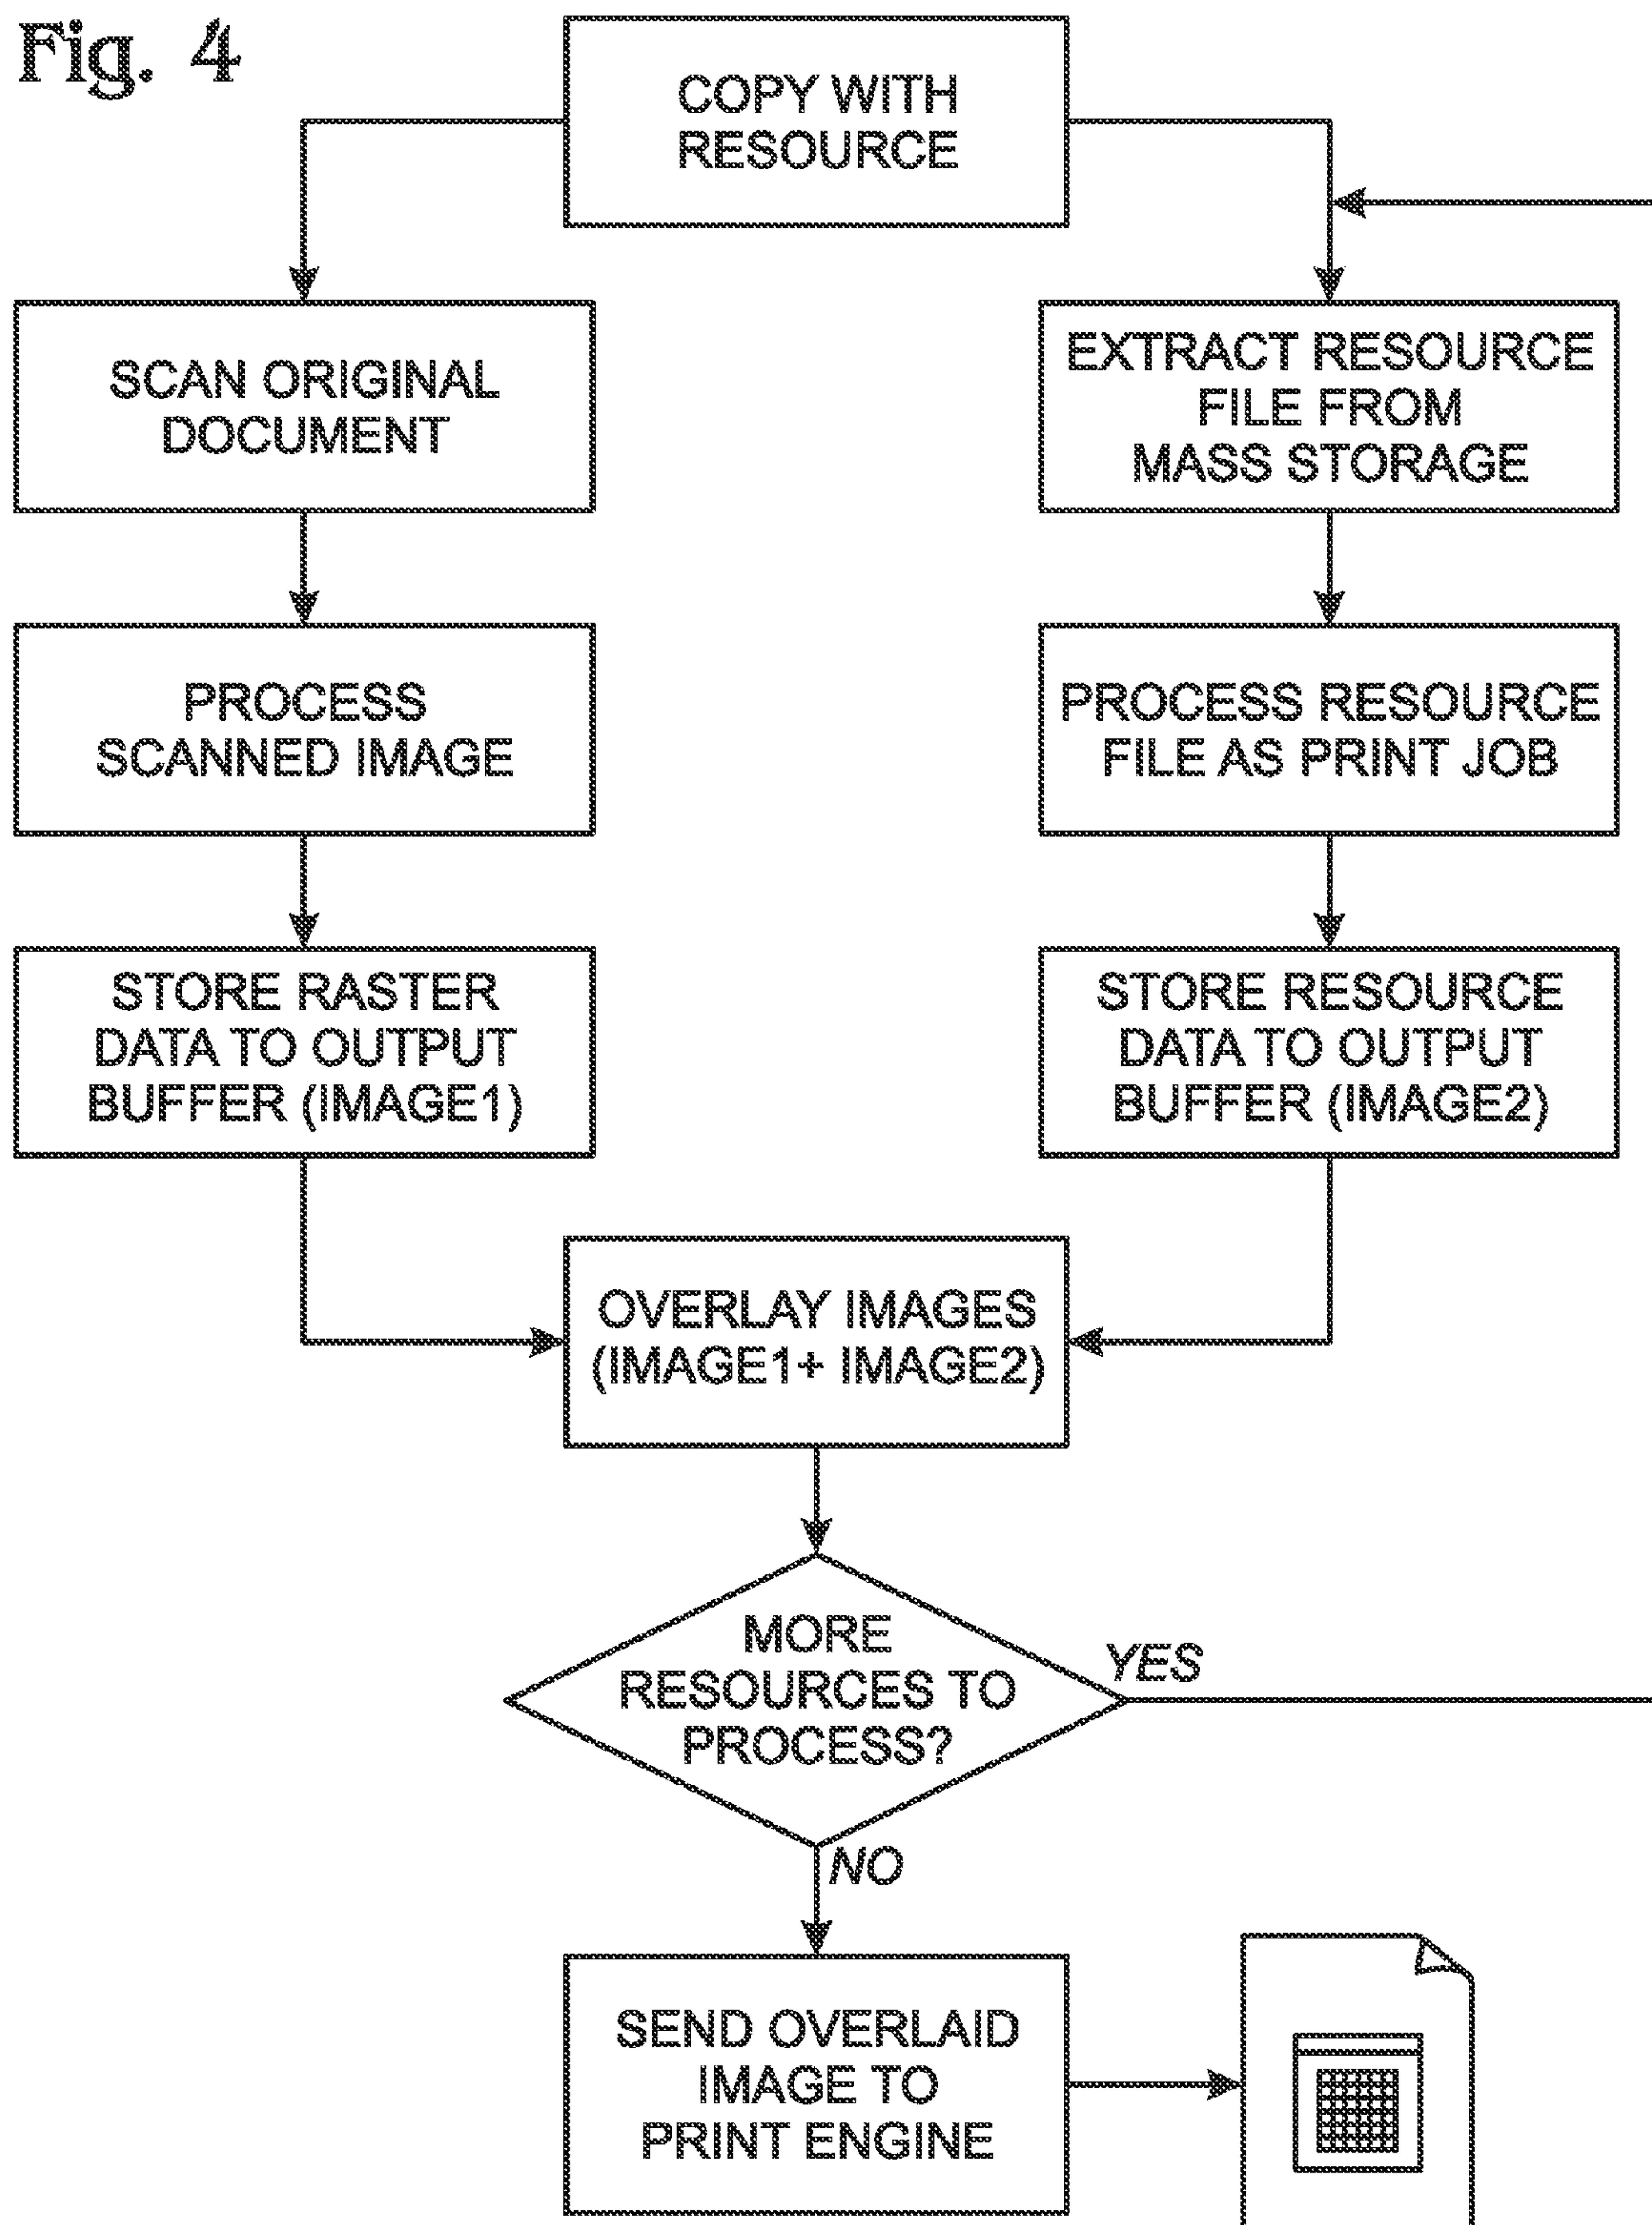 Fig. 4
COPY WITH
RESOURCE
SCAN ORIGINAL
DOCUMENT
PROCESS
SCANNED IMAGE
STORE RASTER
DATA TO OUTPUT
BUFFER (IMAGE1)
EXTRACT RESOURCE
FILE FROM
MASS STORAGE
PROCESS RESOURCE
FILE AS PRINT JOB
STORE RESOURCE
DATA TO OUTPUT
BUFFER (IMAGE2)
OVERLAY IMAGES
(IMAGE1+ IMAGE2)
MORE
RESOURCES TO
PROCESS?
YES
NO
SEND OVERLAID
IMAGE TO
PRINT ENGINE